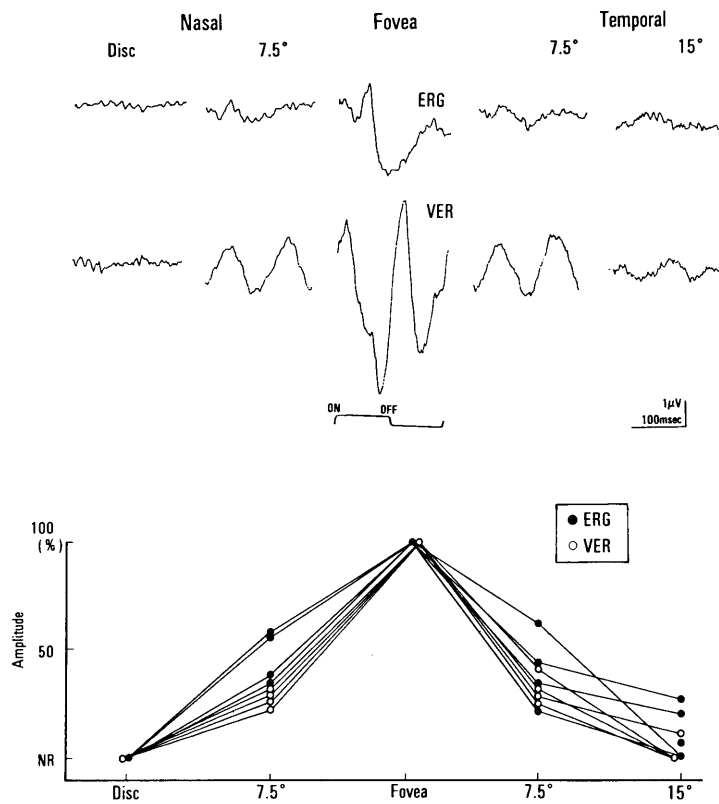 Nasal Fovea Temporal
Disc 7.5° 7.5° 15°
ERG
VER
ON OFF
1μV
100msec
100
(%)
50
NR
Amplitude
ERG
VER
Disc 7.5° Fovea 7.5° 15°